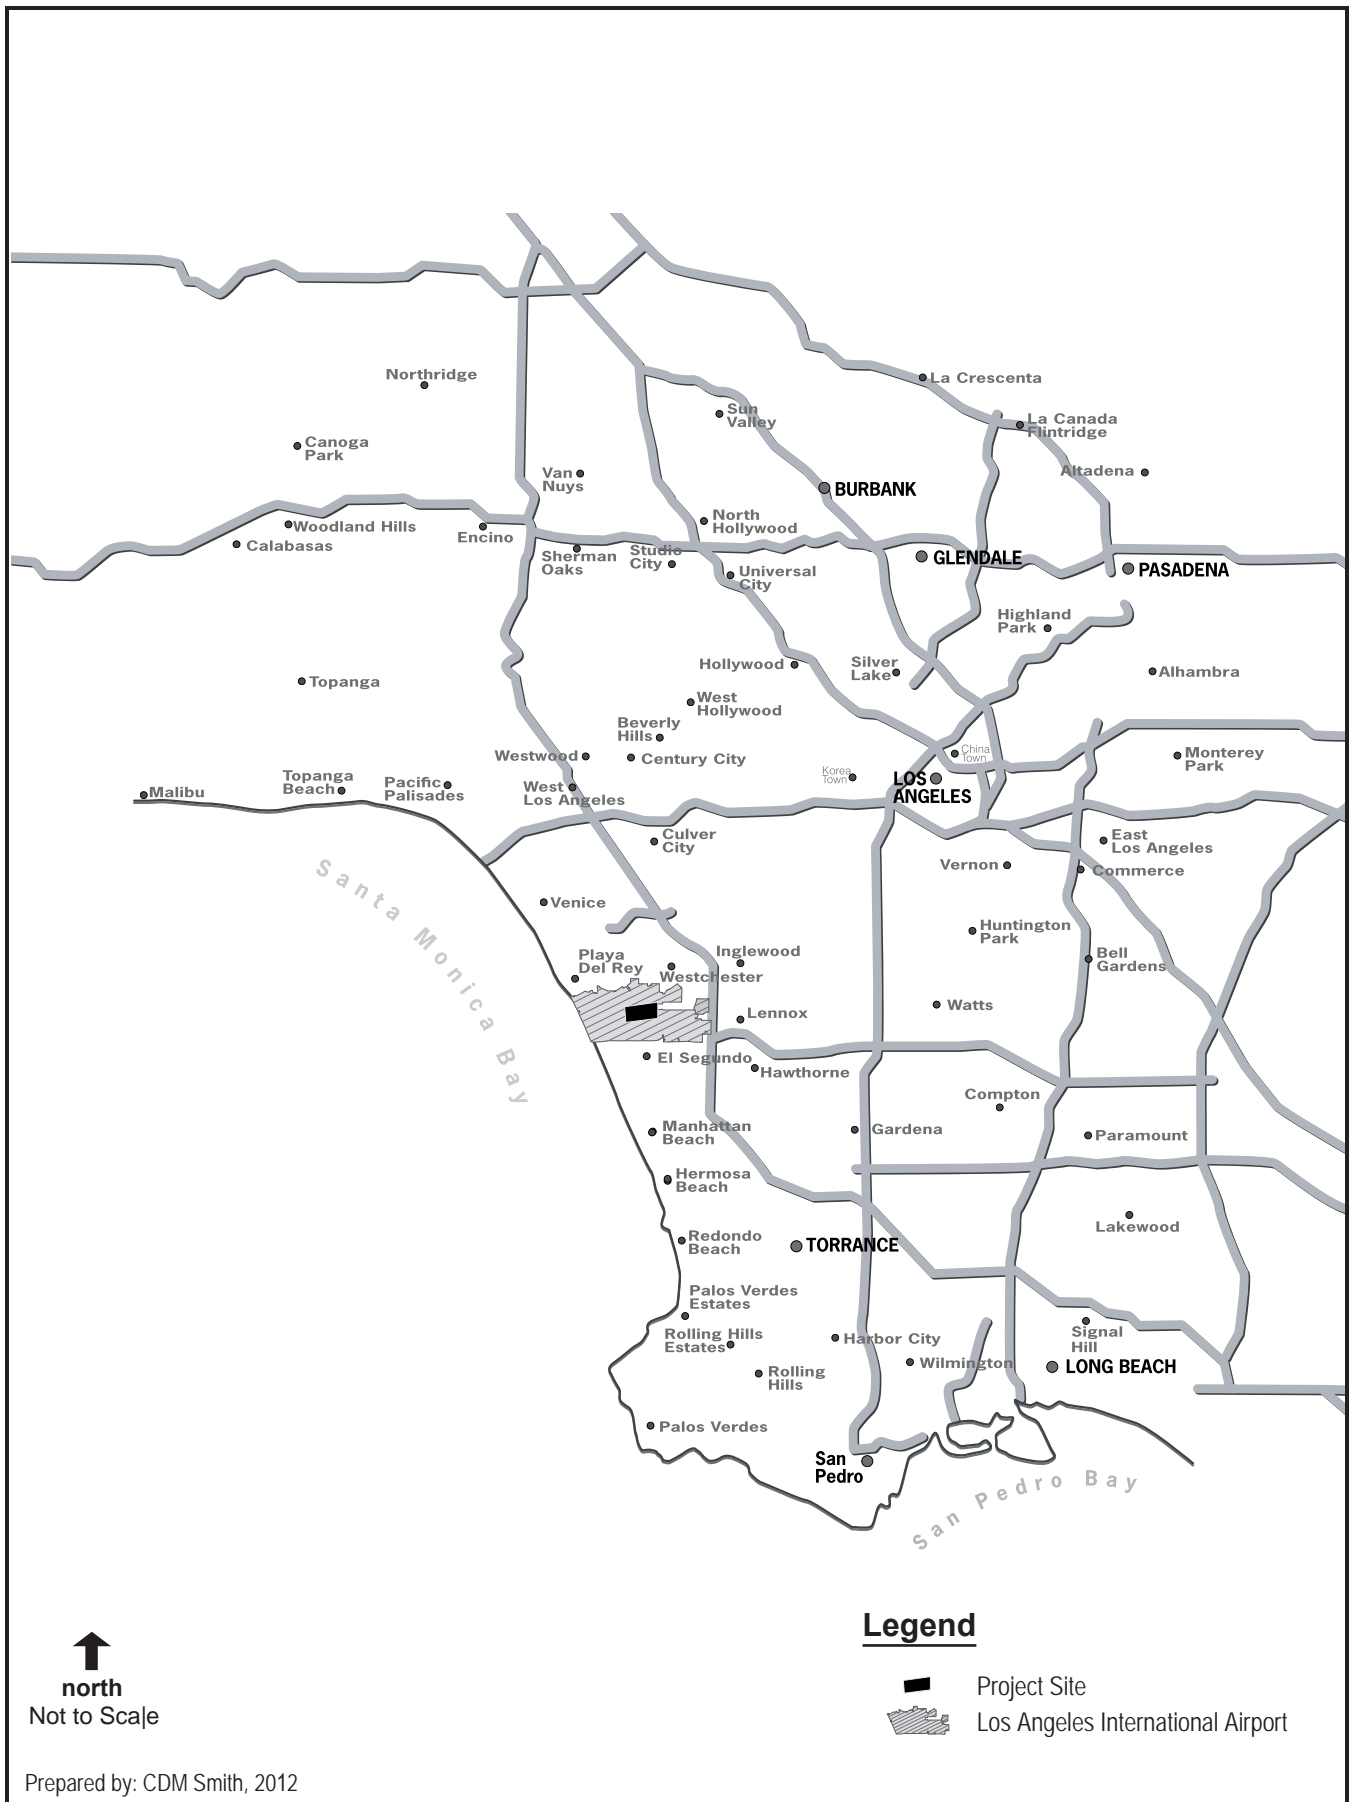 Northridge
La Crescenta
Sun
Valley
La Canada
Flintridge
Canoga
Park
Altadena
Van
Nuys
BURBANK
North
Hollywood
Woodland Hills
Encino
Calabasas
Sherman
Oaks
Studio
City
GLENDALE
PASADENA
Universal
City
Highland
Park
Hollywood
Silver
Lake
Alhambra
Topanga
West
Hollywood
Beverly
Hills
Westwood
Century City
China
Town
Monterey
Park
Korea
Town
LOS
ANGELES
Topanga
Beach
Pacific
Palisades
Malibu
West
Los Angeles
Culver
City
East
Los Angeles
Vernon
Commerce
Santa Monica Bay
Venice
Huntington
Park
Playa
Del Rey
Inglewood
Westchester
Bell
Gardens
Watts
Lennox
El Segundo
Hawthorne
Compton
Manhattan
Beach
Gardena
Paramount
Hermosa
Beach
Lakewood
Redondo
Beach
TORRANCE
Palos Verdes
Estates
Rolling Hills
Estates
Harbor City
Signal
Hill
Wilmington
LONG BEACH
Rolling
Hills
Palos Verdes
San
Pedro
San Pedro Bay
Legend
north
Not to Scale
Project Site
Los Angeles International Airport
Prepared by: CDM Smith, 2012